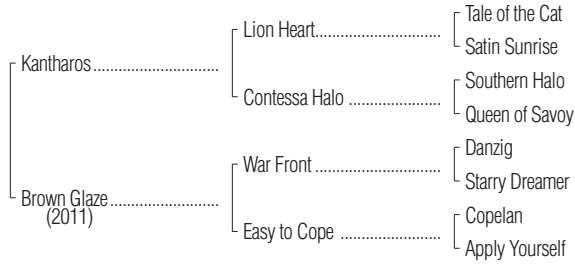 Tale of the Cat
Lion Heart
Satin Sunrise
Kantharos
Southern Halo
Contessa Halo
Queen of Savoy
Danzig
War Front
Starry Dreamer
Brown Glaze
(2011)
Copelan
Easy to Cope
Apply Yourself